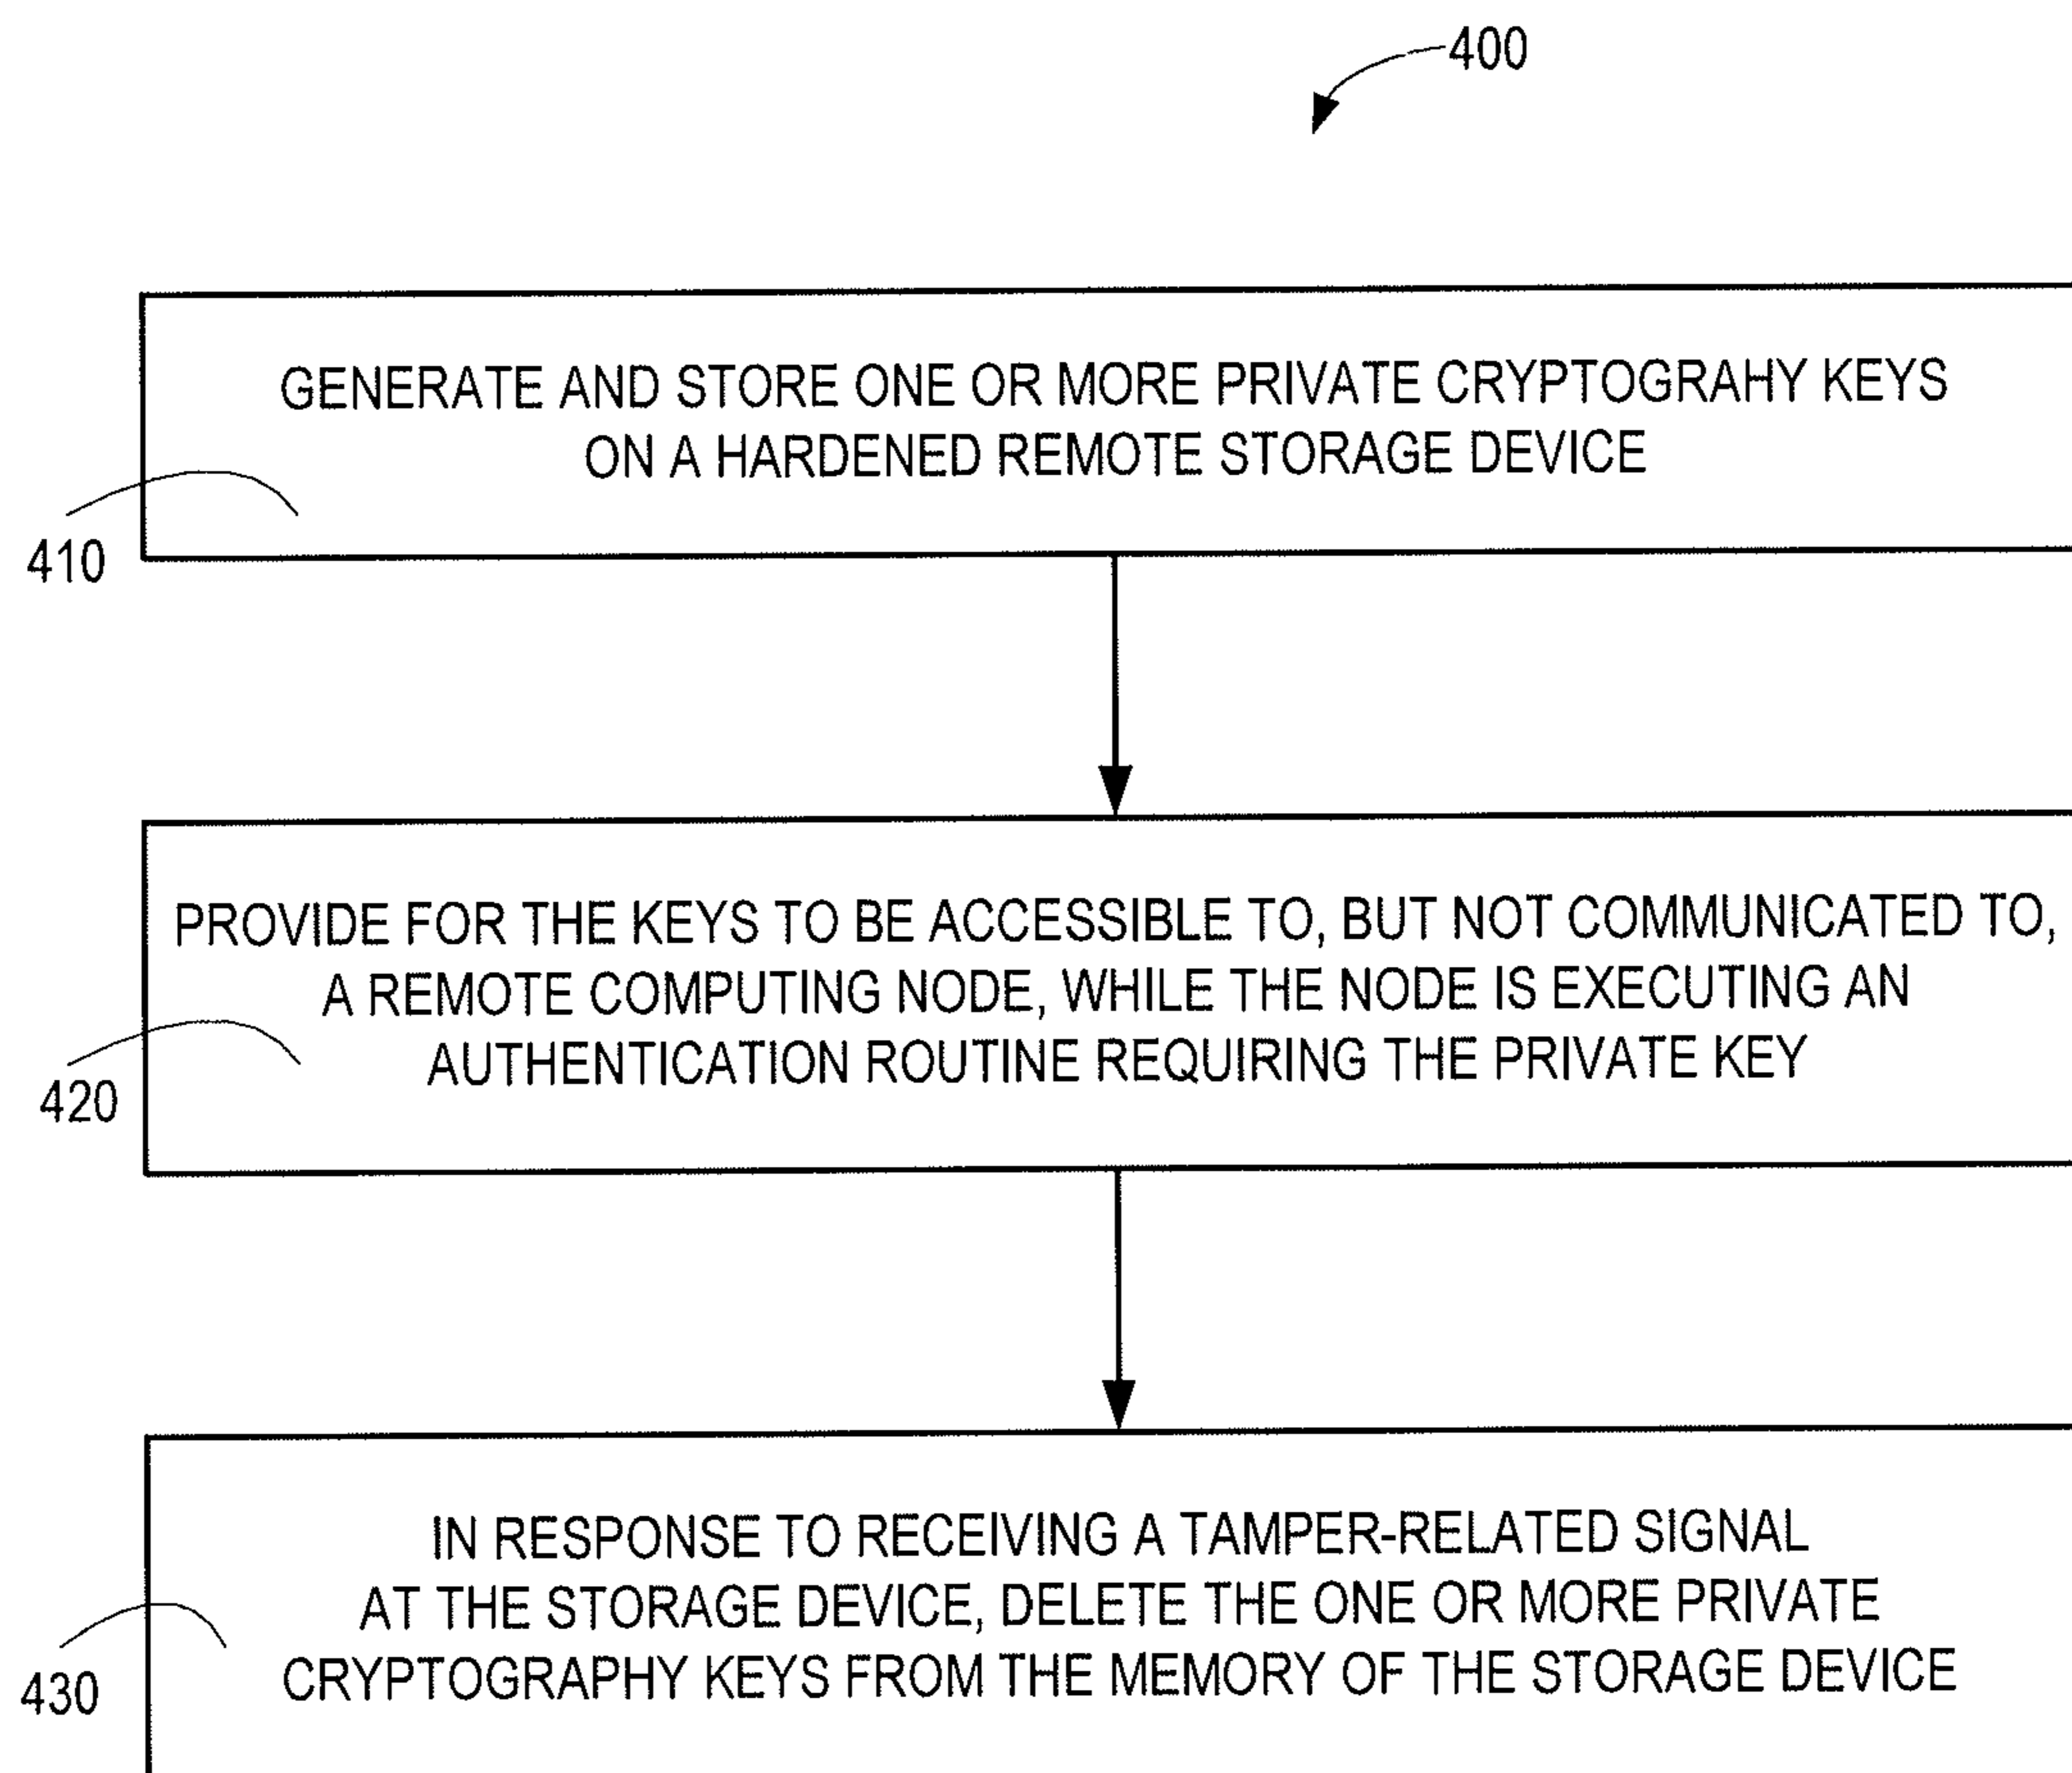 400
GENERATE AND STORE ONE OR MORE PRIVATE CRYPTOGRAHY KEYS
ON A HARDENED REMOTE STORAGE DEVICE
410
PROVIDE FOR THE KEYS TO BE ACCESSIBLE TO, BUT NOT COMMUNICATED TO,
A REMOTE COMPUTING NODE, WHILE THE NODE IS EXECUTING AN
AUTHENTICATION ROUTINE REQUIRING THE PRIVATE KEY
420
IN RESPONSE TO RECEIVING A TAMPER-RELATED SIGNAL
AT THE STORAGE DEVICE, DELETE THE ONE OR MORE PRIVATE
CRYPTOGRAPHY KEYS FROM THE MEMORY OF THE STORAGE DEVICE
430